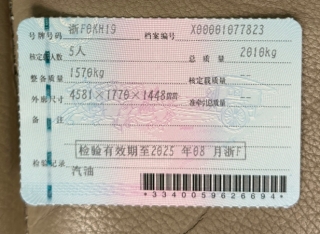 号牌号码 浙F0KH19 档案编号 X00001077823
核定载人数 5人 总质量 2010kg
整备质量 1570kg 核定载质量 --
外廓尺寸 4581×1770×1448mm 准牵引总质量 --
备注
检验有效期至2025 年08 月浙F
检验记录
汽油
*3340059626694*